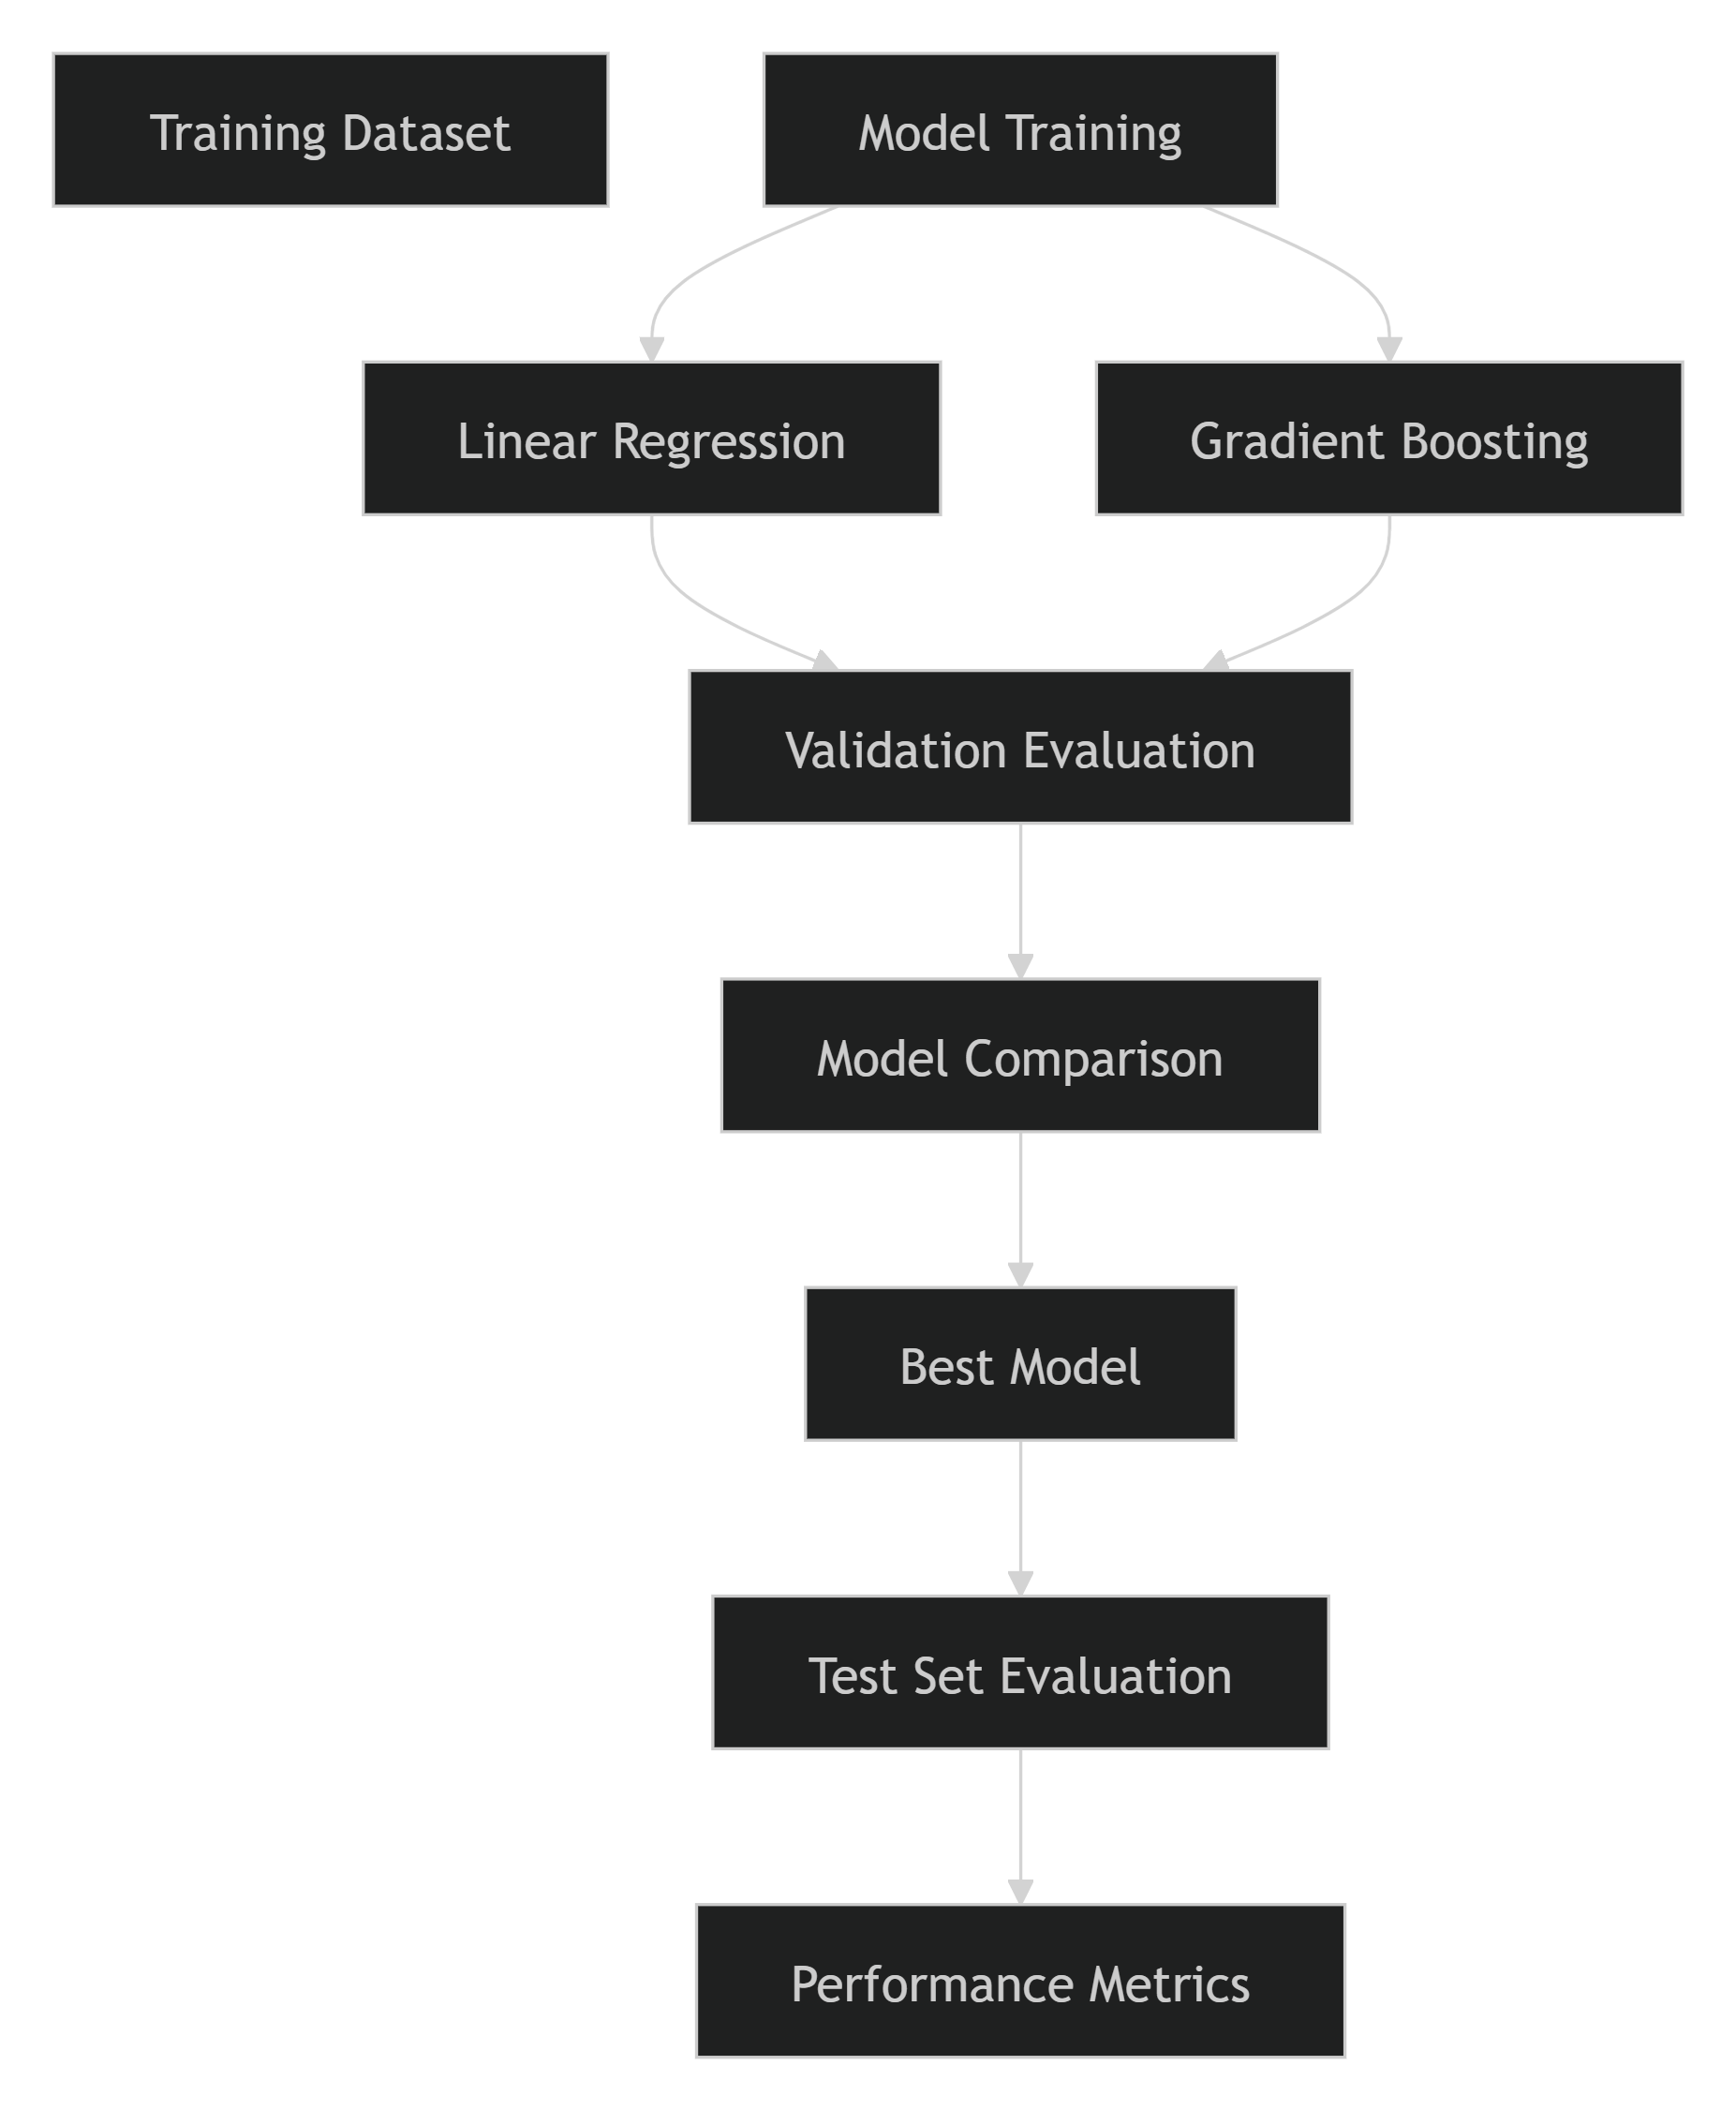 Training Dataset
Model Training
Linear Regression
Gradient Boosting
Validation Evaluation
Model Comparison
Best Model
Test Set Evaluation
Performance Metrics